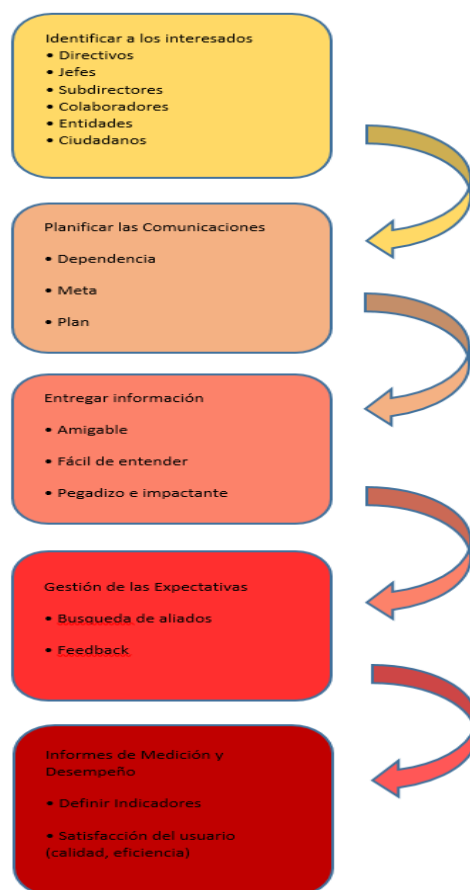 Identificar a los interesados
• Directivos
• Jefes
• Subdirectores
• Colaboradores
• Entidades
• Ciudadanos
Planificar las Comunicaciones
• Dependencia
• Meta
• Plan
Entregar información
• Amigable
• Fácil de entender
• Pegadizo e impactante
Gestión de las Expectativas
• Busqueda de aliados
• Feedback
Informes de Medición y
Desempeño
• Definir Indicadores
• Satisfacción del usuario
(calidad, eficiencia)